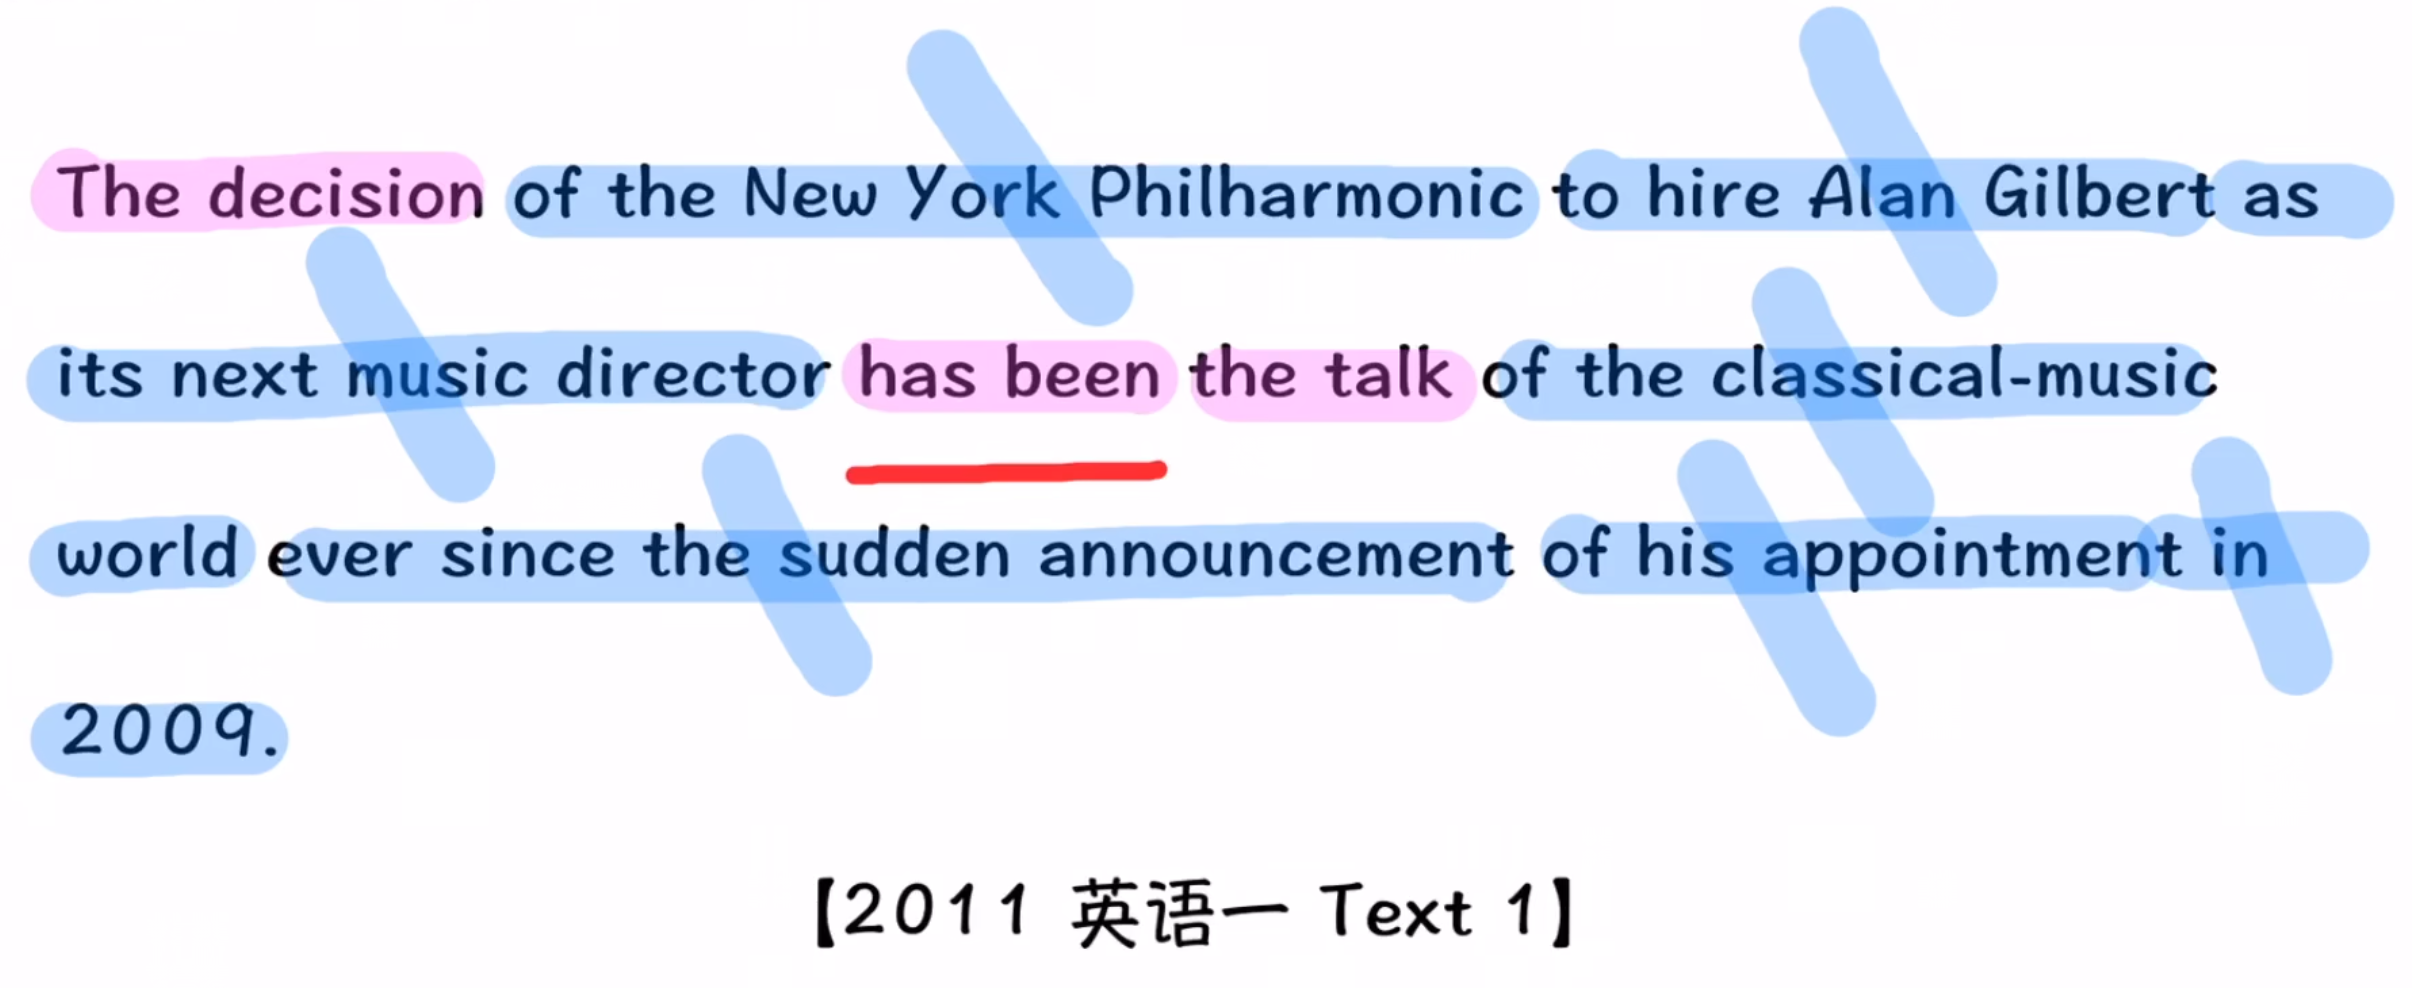 The decision of the New York Philharmonic to hire Alan Gilbert as
its next music director has been the talk of the classical-music
world ever since the sudden announcement of his appointment in
2009.
【2011 英语一 Text 1】